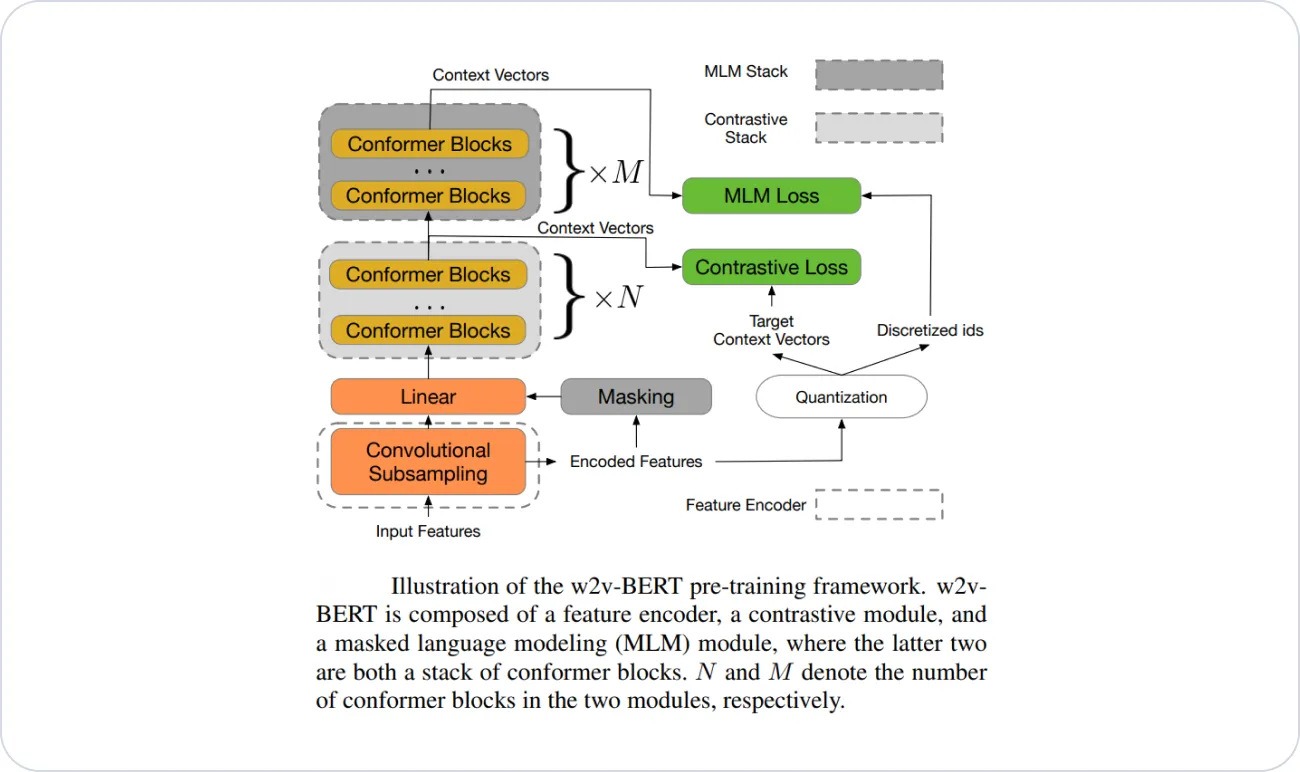 Context Vectors
MLM Stack
Contrastive
Stack
Conformer Blocks
...
Conformer Blocks
} × M
MLM Loss
Context Vectors
Conformer Blocks
...
Conformer Blocks
} × N
Contrastive Loss
Target
Context Vectors
Discretized ids
Linear
Masking
Quantization
Convolutional
Subsampling
Encoded Features
Feature Encoder
Input Features
Illustration of the w2v-BERT pre-training framework. w2v-
BERT is composed of a feature encoder, a contrastive module, and
a masked language modeling (MLM) module, where the latter two
are both a stack of conformer blocks. N and M denote the number
of conformer blocks in the two modules, respectively.